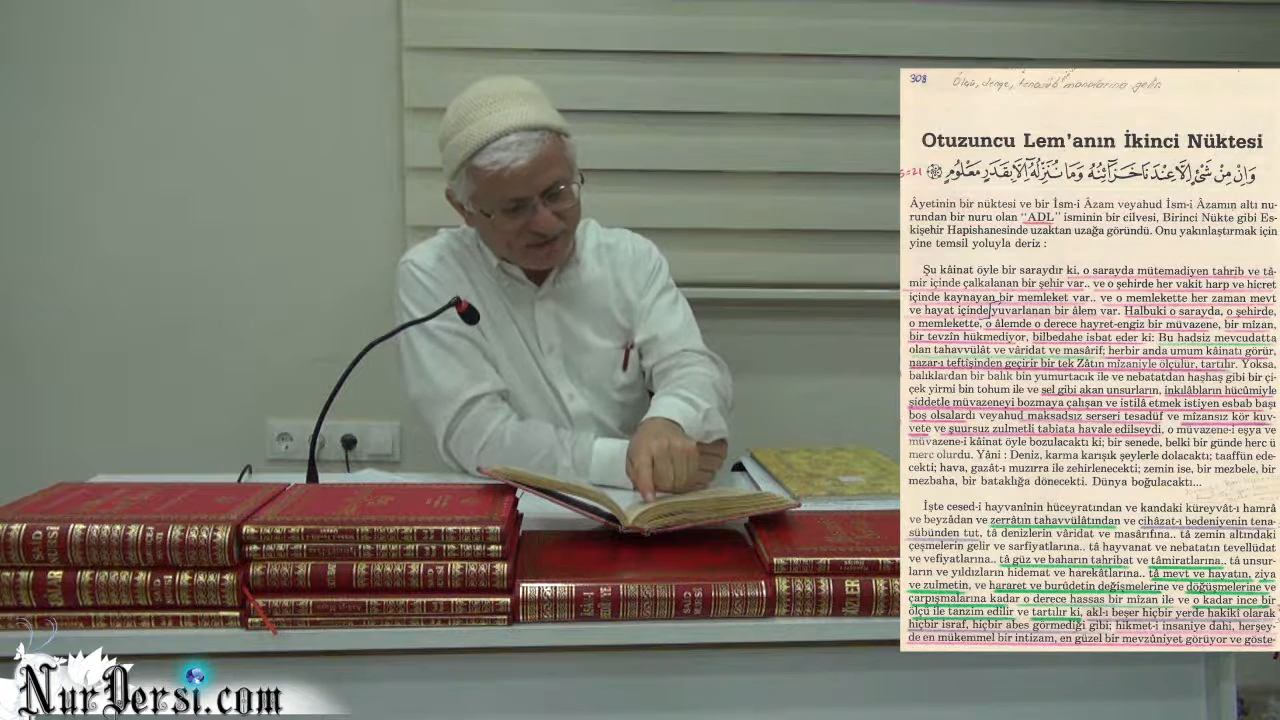 308
Ölçü, denge, tenasüb manalarına gelir.
Otuzuncu Lem'anın İkinci Nüktesi
S=21
وَاِنْ مِنْ شَىْءٍ اِلَّا عِنْدَنَا خَزَٓائِنُهُ وَمَا نُنَزِّلُهُٓ اِلَّا بِقَدَرٍ مَعْلُومٍ
Âyetinin bir nüktesi ve bir İsm-i Âzam veyahud İsm-i Âzamın altı nu-
rundan bir nuru olan "ADL" isminin bir cilvesi, Birinci Nükte gibi Es-
kişehir Hapishanesinde uzaktan uzağa göründü. Onu yakınlaştırmak için
yine temsil yoluyla deriz :
Şu kâinat öyle bir saraydır ki, o sarayda mütemadiyen tahrib ve tâ-
mir içinde çalkalanan bir şehir var.. ve o şehirde her vakit harp ve hicret
içinde kaynayan bir memleket var.. ve o memlekette her zaman mevt
ve hayat içinde yuvarlanan bir âlem var. Halbuki o sarayda, o şehirde,
o memlekette, o âlemde o derece hayret-engiz bir müvazene, bir mizan,
bir tevzin hükmediyor, bilbedahe isbat eder ki: Bu hadsiz mevcudatta
olan tahavvülât ve vâridat ve masârif; herbir anda umum kâinatı görür,
nazar-ı teftişinden geçirir bir tek Zâtın mizaniyle ölçülür, tartılır. Yoksa,
balıklardan bir balık bin yumurtacık ile ve nebatatdan haşhaş gibi bir çi-
çek yirmi bin tohum ile ve sel gibi akan unsurların, inkılâbların hücûmiyle
şiddetle müvazeneyi bozmaya çalışan ve istilâ etmek istiyen esbab başı
boş olsalardı veyahud maksadsız serseri tesadüf ve mizansız kör kuv-
vete ve şuursuz zulmetli tabiata havale edilseydi, o müvazene-i eşya ve
müvazene-i kâinat öyle bozulacaktı ki; bir senede, belki bir günde herc ü
merc olurdu. Yâni : Deniz, karma karışık şeylerle dolacaktı; taaffün ede-
cekti; hava, gazât-ı muzırra ile zehirlenecekti; zemin ise, bir mezbele, bir
mezbaha, bir bataklığa dönecekti. Dünya boğulacaktı...
İşte cesed-i hayvanînin hüceyratından ve kandaki küreyvât-ı hamrâ
ve beyzâdan ve zerrâtın tahavvülâtından ve cihâzat-ı bedeniyenin tena-
sübünden tut, tâ denizlerin vâridat ve masârıfına.. tâ zemin altındaki
çeşmelerin gelir ve sarfiyatlarına.. tâ hayvanat ve nebatatın tevellüdat
ve vefiyatlarına.. tâ güz ve baharın tahribat ve tâmiratlarına.. tâ unsur-
ların ve yıldızların hidemat ve harekâtlarına.. tâ mevt ve hayatın, ziya
ve zulmetin, ve hararet ve burûdetin değişmelerine ve döğüşmelerine ve
çarpışmalarına kadar o derece hassas bir mizan ile ve o kadar ince bir
ölçü ile tanzim edilir ve tartılır ki, akl-ı beşer hiçbir yerde hakikî olarak
hiçbir israf, hiçbir abes görmediği gibi; hikmet-i insaniye dahi, herşey-
de en mükemmel bir intizam, en güzel bir mevzûniyet görüyor ve göste-
NurDersi.com